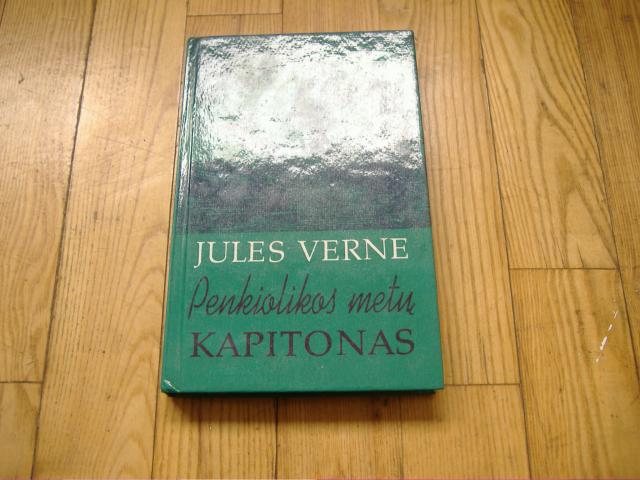 JULES VERNE
Penkiolikos metų
KAPITONAS